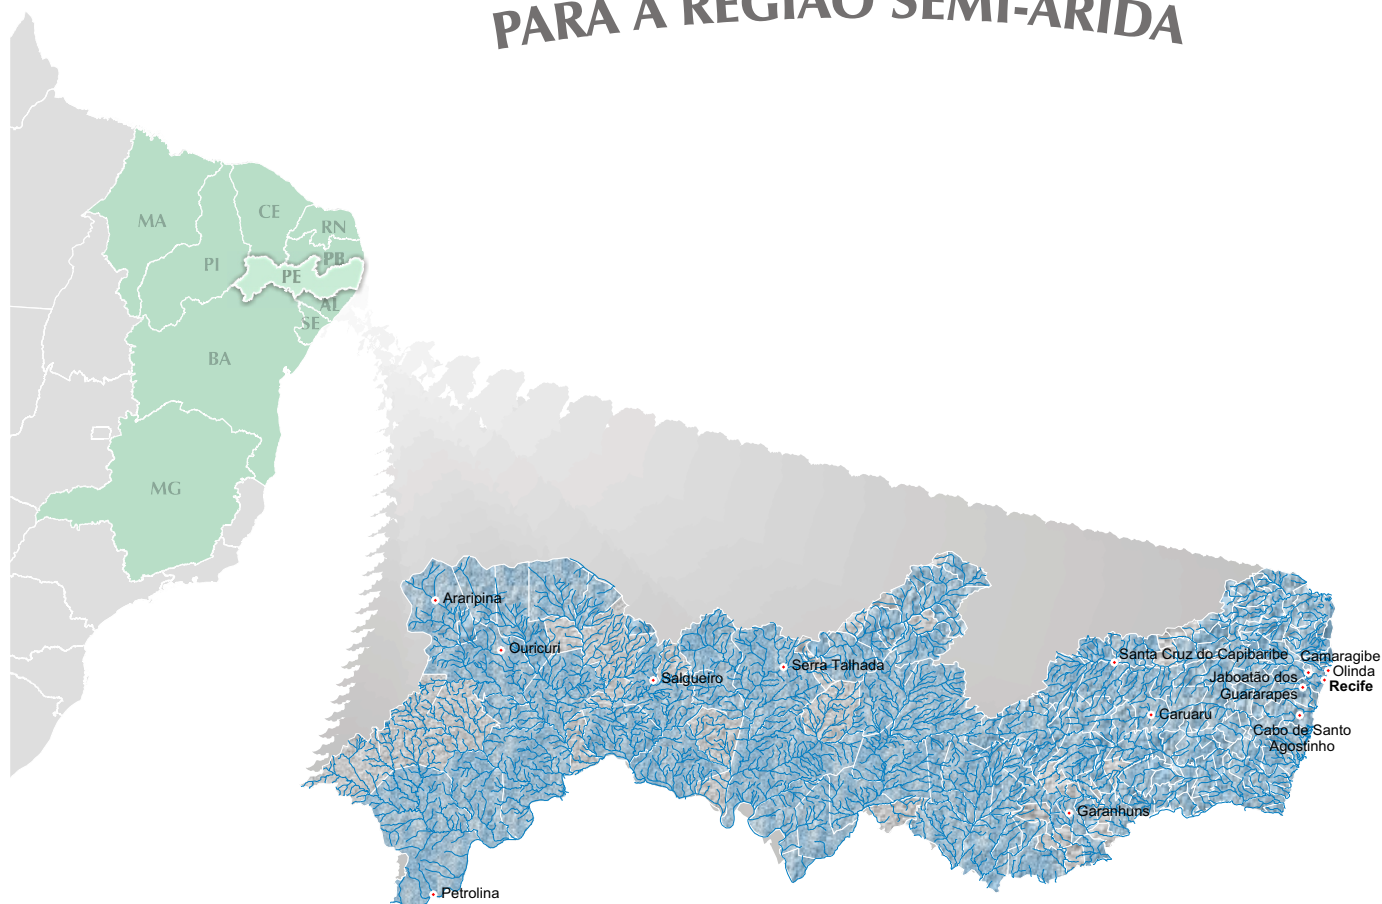 PARA A REGIÃO SEMI-ÁRIDA
MA
CE
RN
PI
PB
PE
AL
SE
BA
MG
Araripina
Ouricuri
Salgueiro
Serra Talhada
Santa Cruz do Capibaribe
Camaragibe
Olinda
Recife
Jaboatão dos
Guararapes
Caruaru
Cabo de Santo
Agostinho
Garanhuns
Petrolina